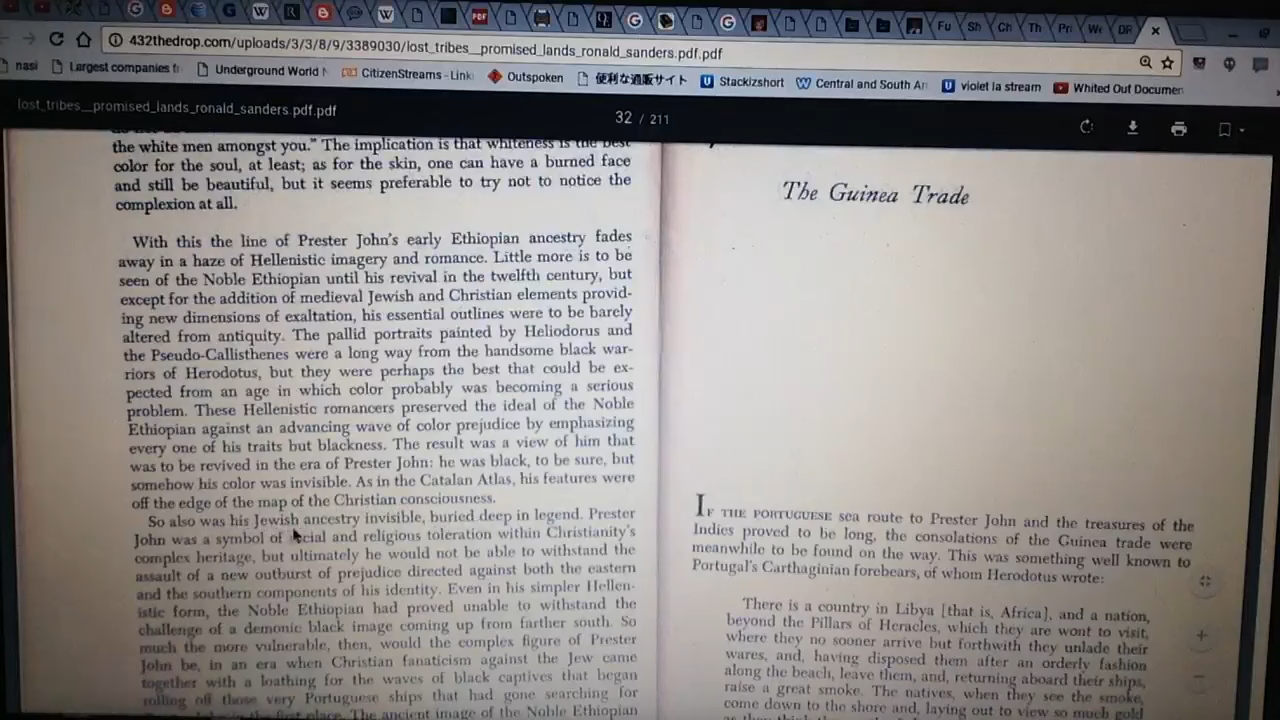 Fu
Sh
Ch
Th
Pri
We
DR
432thedrop.com/uploads/3/3/8/9/3389030/lost_tribes__promised_lands_ronald_sanders.pdf.pdf
nasi
Largest companies fr
Underground World
CitizenStreams - Link
Outspoken
便利な通販サイト
Stackizshort
Central and South Am
violet la stream
Whited Out Documen
lost_tribes__promised_lands_ronald_sanders.pdf.pdf
32 / 211
the white men amongst you." The implication is that whiteness is the best
color for the soul, at least; as for the skin, one can have a burned face
and still be beautiful, but it seems preferable to try not to notice the
complexion at all.
With this the line of Prester John's early Ethiopian ancestry fades
away in a haze of Hellenistic imagery and romance. Little more is to be
seen of the Noble Ethiopian until his revival in the twelfth century, but
except for the addition of medieval Jewish and Christian elements provid-
ing new dimensions of exaltation, his essential outlines were to be barely
altered from antiquity. The pallid portraits painted by Heliodorus and
the Pseudo-Callisthenes were a long way from the handsome black war-
riors of Herodotus, but they were perhaps the best that could be ex-
pected from an age in which color probably was becoming a serious
problem. These Hellenistic romancers preserved the ideal of the Noble
Ethiopian against an advancing wave of color prejudice by emphasizing
every one of his traits but blackness. The result was a view of him that
was to be revived in the era of Prester John: he was black, to be sure, but
somehow his color was invisible. As in the Catalan Atlas, his features were
off the edge of the map of the Christian consciousness.
So also was his Jewish ancestry invisible, buried deep in legend. Prester
John was a symbol of racial and religious toleration within Christianity's
complex heritage, but ultimately he would not be able to withstand the
assault of a new outburst of prejudice directed against both the eastern
and the southern components of his identity. Even in his simpler Hellen-
istic form, the Noble Ethiopian had proved unable to withstand the
challenge of a demonic black image coming up from farther south. So
much the more vulnerable, then, would the complex figure of Prester
John be, in an era when Christian fanaticism against the Jew came
together with a loathing for the waves of black captives that began
rolling off those very Portuguese ships that had gone searching for
in the first place. The ancient image of the Noble Ethiopian
The Guinea Trade
IF THE PORTUGUESE sea route to Prester John and the treasures of the
Indies proved to be long, the consolations of the Guinea trade were
meanwhile to be found on the way. This was something well known to
Portugal's Carthaginian forebears, of whom Herodotus wrote:
There is a country in Libya [that is, Africa], and a nation,
beyond the Pillars of Heracles, which they are wont to visit,
where they no sooner arrive but forthwith they unlade their
wares, and, having disposed them after an orderly fashion
along the beach, leave them, and, returning aboard their ships,
raise a great smoke. The natives, when they see the smoke,
come down to the shore and, laying out to view so much gold